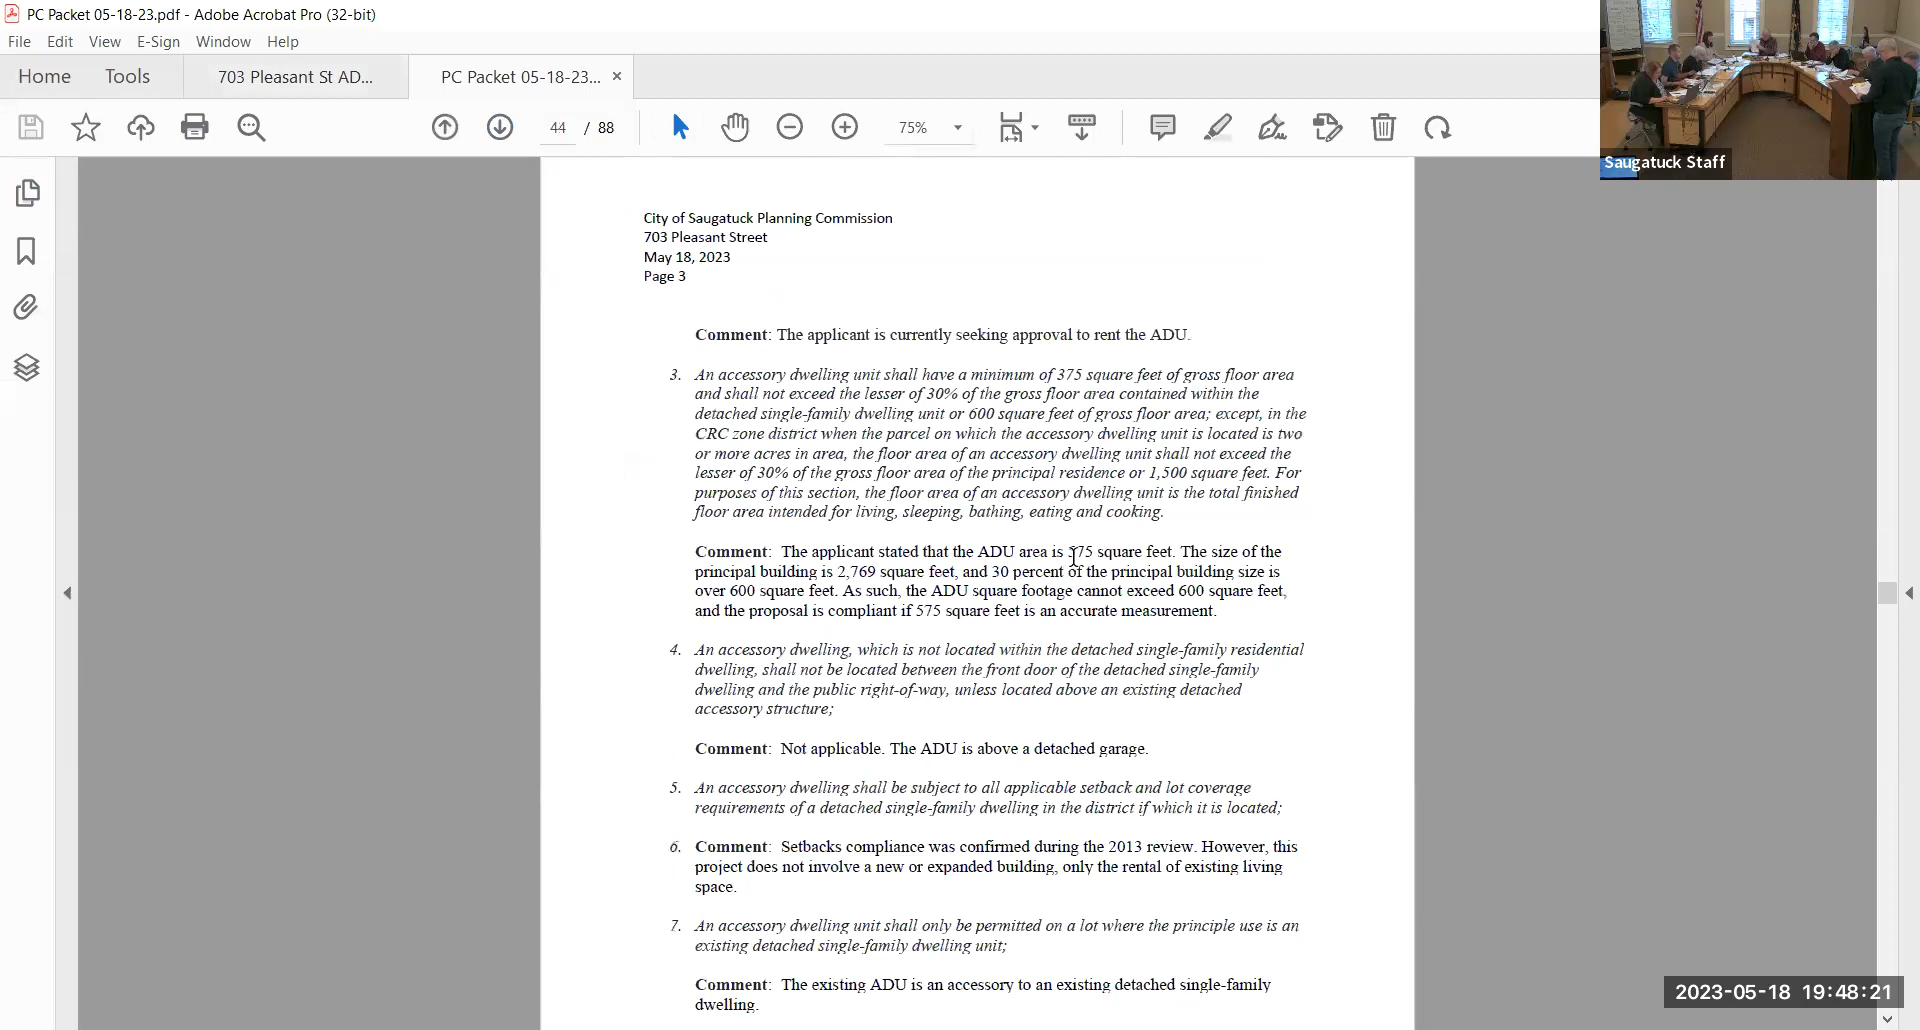 PC Packet 05-18-23.pdf - Adobe Acrobat Pro (32-bit)
File Edit View E-Sign Window Help
Home Tools 703 Pleasant St AD... PC Packet 05-18-23... ×
44 / 88 75%
Saugatuck Staff
City of Saugatuck Planning Commission
703 Pleasant Street
May 18, 2023
Page 3
Comment: The applicant is currently seeking approval to rent the ADU.
3. An accessory dwelling unit shall have a minimum of 375 square feet of gross floor area
and shall not exceed the lesser of 30% of the gross floor area contained within the
detached single-family dwelling unit or 600 square feet of gross floor area; except, in the
CRC zone district when the parcel on which the accessory dwelling unit is located is two
or more acres in area, the floor area of an accessory dwelling unit shall not exceed the
lesser of 30% of the gross floor area of the principal residence or 1,500 square feet. For
purposes of this section, the floor area of an accessory dwelling unit is the total finished
floor area intended for living, sleeping, bathing, eating and cooking.
Comment: The applicant stated that the ADU area is 575 square feet. The size of the
principal building is 2,769 square feet, and 30 percent of the principal building size is
over 600 square feet. As such, the ADU square footage cannot exceed 600 square feet,
and the proposal is compliant if 575 square feet is an accurate measurement.
4. An accessory dwelling, which is not located within the detached single-family residential
dwelling, shall not be located between the front door of the detached single-family
dwelling and the public right-of-way, unless located above an existing detached
accessory structure;
Comment: Not applicable. The ADU is above a detached garage.
5. An accessory dwelling shall be subject to all applicable setback and lot coverage
requirements of a detached single-family dwelling in the district if which it is located;
6. Comment: Setbacks compliance was confirmed during the 2013 review. However, this
project does not involve a new or expanded building, only the rental of existing living
space.
7. An accessory dwelling unit shall only be permitted on a lot where the principle use is an
existing detached single-family dwelling unit;
Comment: The existing ADU is an accessory to an existing detached single-family
dwelling.
2023-05-18 19:48:21